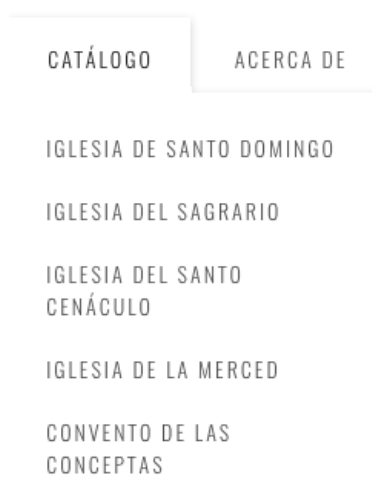 CATÁLOGO ACERCA DE
IGLESIA DE SANTO DOMINGO
IGLESIA DEL SAGRARIO
IGLESIA DEL SANTO
CENÁCULO
IGLESIA DE LA MERCED
CONVENTO DE LAS
CONCEPTAS